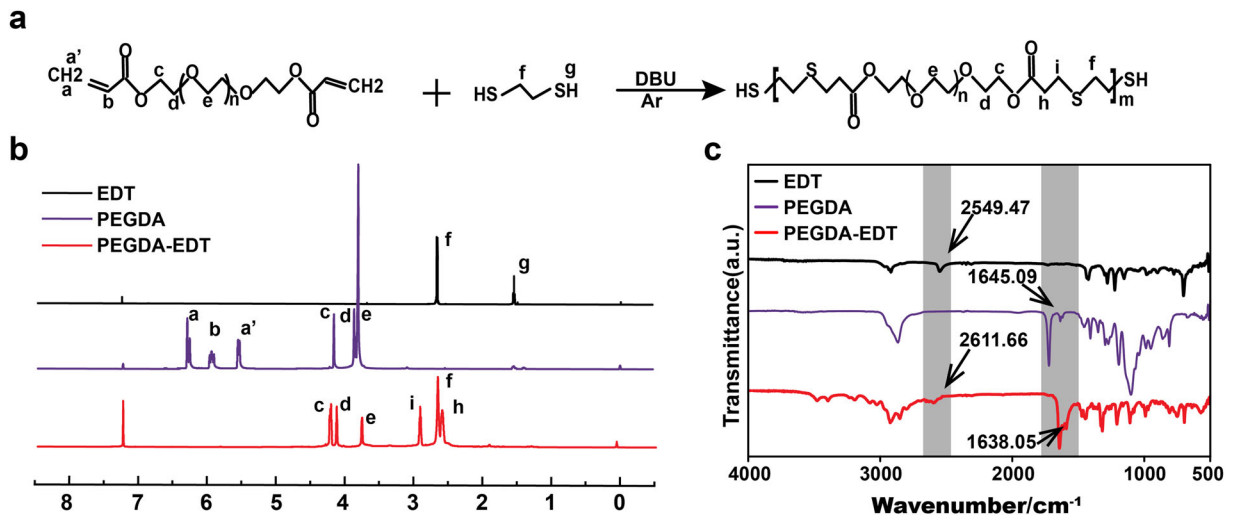 a
CH2 a' a b O O c d ( O e ) n O O O CH2
+ HS f g SH
DBU
Ar
HS [ S O O ( O e ) n O c d O O h i S f ] m SH
b
EDT
PEGDA
PEGDA-EDT
f
g
a
b
a'
c
d
e
f
c
d
e
i
h
8 7 6 5 4 3 2 1 0
c
EDT
PEGDA
PEGDA-EDT
2549.47
1645.09
2611.66
1638.05
Transmittance(a.u.)
4000 3000 2000 1000 500
Wavenumber/cm⁻¹